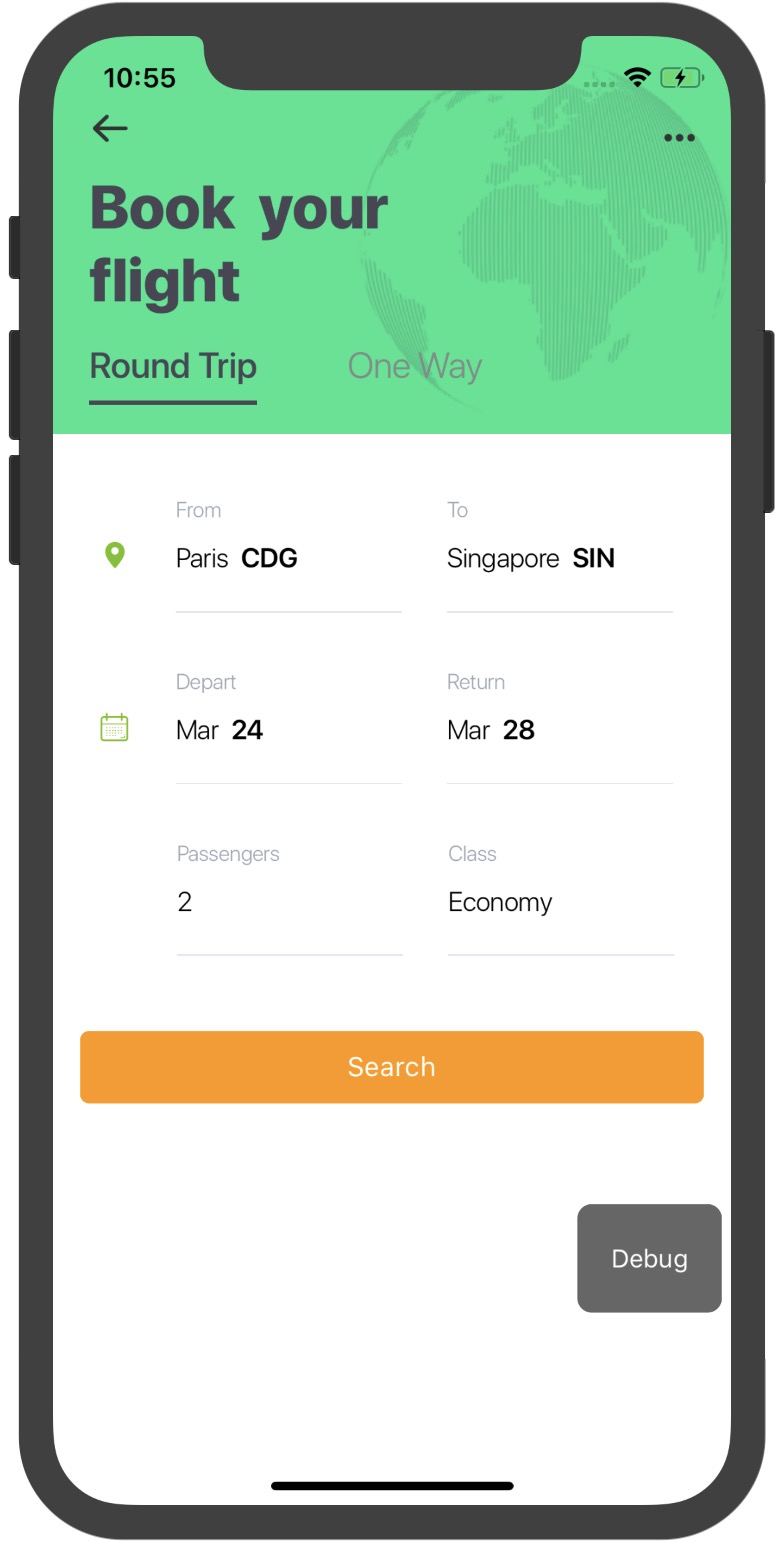 10:55
Book your
flight
Round Trip One Way
From To
Paris CDG Singapore SIN
Depart Return
Mar 24 Mar 28
Passengers Class
2 Economy
Search
Debug